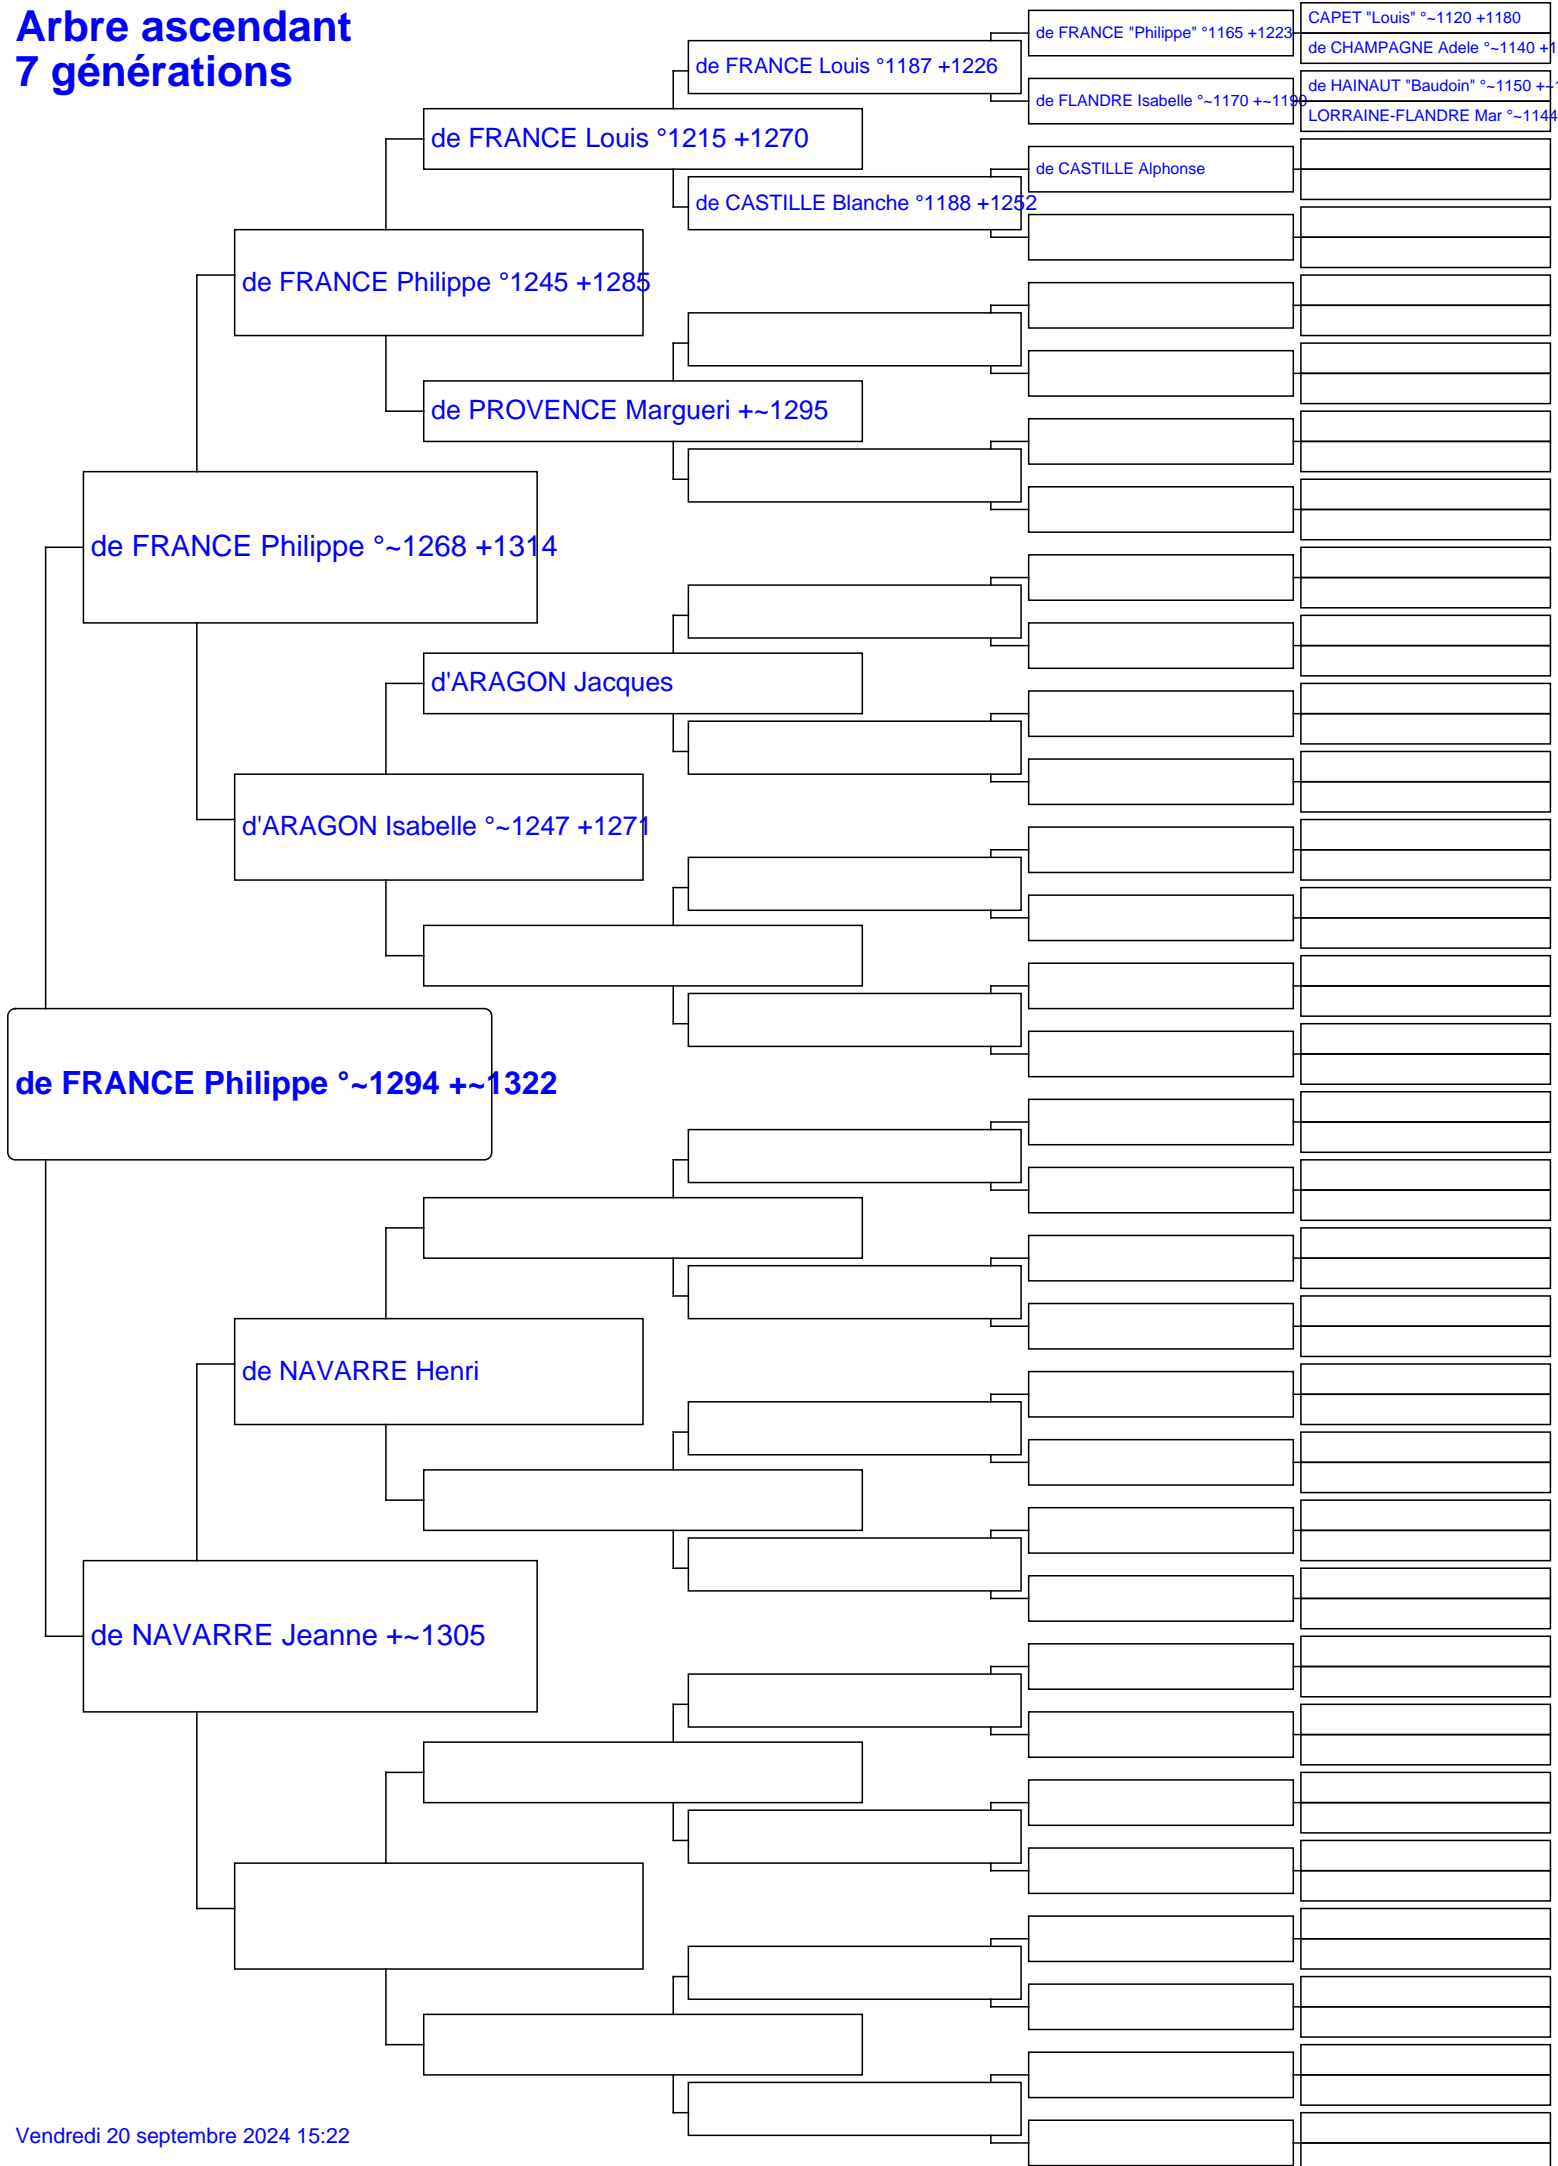 Arbre ascendant
7 générations
CAPET "Louis" °~1120 +1180
de FRANCE "Philippe" °1165 +1223
de CHAMPAGNE Adele °~1140 +1
de FRANCE Louis °1187 +1226
de HAINAUT "Baudoin" °~1150 +~1
de FLANDRE Isabelle °~1170 +~1190
LORRAINE-FLANDRE Mar °~1144
de FRANCE Louis °1215 +1270
de CASTILLE Alphonse
de CASTILLE Blanche °1188 +1252
de FRANCE Philippe °1245 +1285
de PROVENCE Margueri +~1295
de FRANCE Philippe °~1268 +1314
d'ARAGON Jacques
d'ARAGON Isabelle °~1247 +1271
de FRANCE Philippe °~1294 +~1322
de NAVARRE Henri
de NAVARRE Jeanne +~1305
Vendredi 20 septembre 2024 15:22